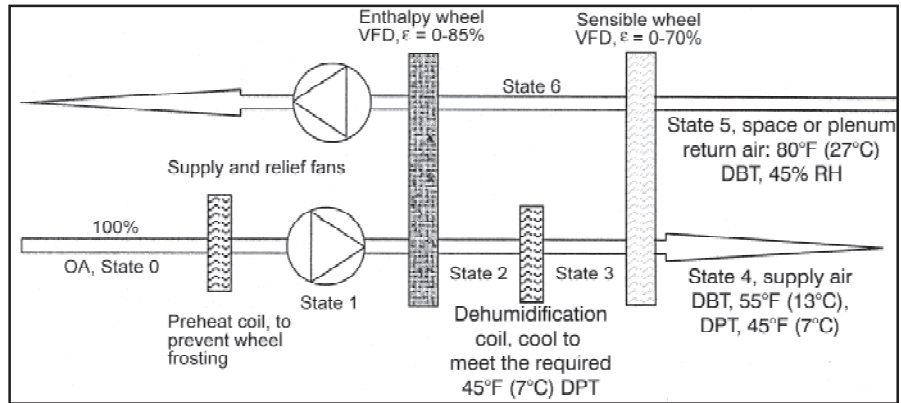 Enthalpy wheel
VFD, ε = 0-85%
Sensible wheel
VFD, ε = 0-70%
State 6
State 5, space or plenum
return air: 80°F (27°C)
DBT, 45% RH
Supply and relief fans
100%
OA, State 0
State 1
State 2
State 3
State 4, supply air
DBT, 55°F (13°C),
DPT, 45°F (7°C)
Preheat coil, to
prevent wheel
frosting
Dehumidification
coil, cool to
meet the required
45°F (7°C) DPT